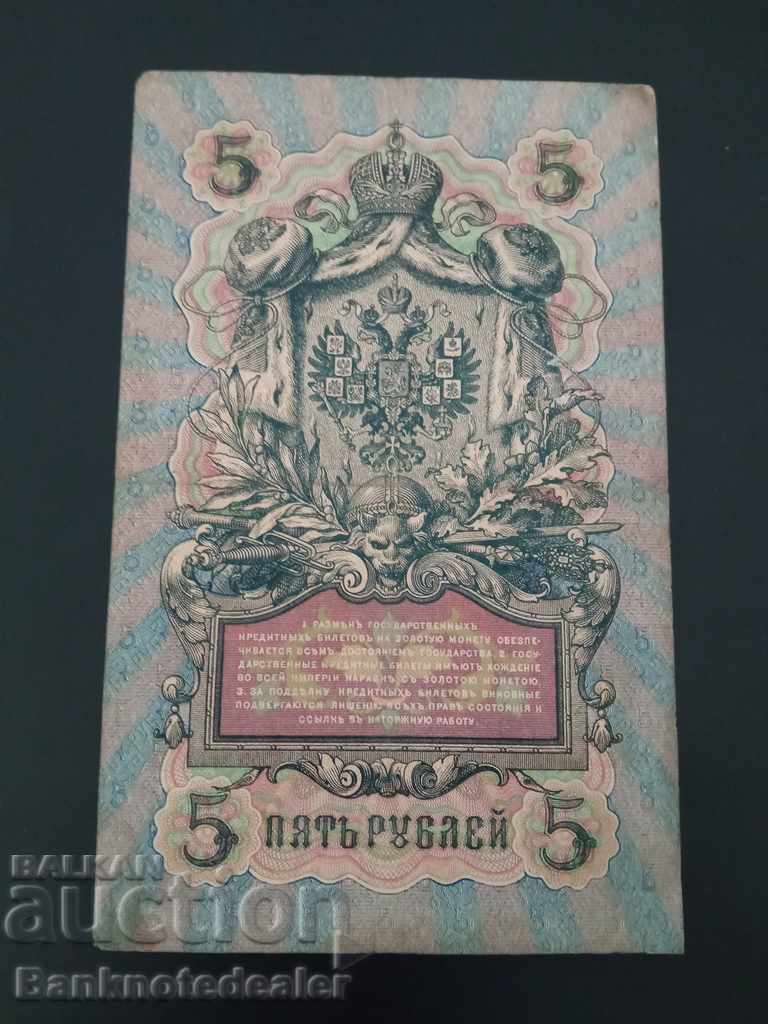 5 5
1. РАЗМѢНЪ ГОСУДАРСТВЕННЫХЪ
КРЕДИТНЫХЪ БИЛЕТОВЪ НА ЗОЛОТУЮ МОНЕТУ ОБЕЗПЕ-
ЧИВАЕТСЯ ВСѢМЪ ДОСТОЯНІЕМЪ ГОСУДАРСТВА. 2. ГОСУ-
ДАРСТВЕННЫЕ КРЕДИТНЫЕ БИЛЕТЫ ИМѢЮТЪ ХОЖДЕНІЕ
ВО ВСЕЙ ИМПЕРІИ НАРАВНѢ СЪ ЗОЛОТОЮ МОНЕТОЮ.
3. ЗА ПОДДѢЛКУ КРЕДИТНЫХЪ БИЛЕТОВЪ ВИНОВНЫЕ
ПОДВЕРГАЮТСЯ ЛИШЕНІЮ ВСѢХЪ ПРАВЪ СОСТОЯНІЯ И
ССЫЛКѢ ВЪ КАТОРЖНУЮ РАБОТУ.
5 ПЯТЬ РУБЛЕЙ 5
BALKAN
auction
Banknotedealer